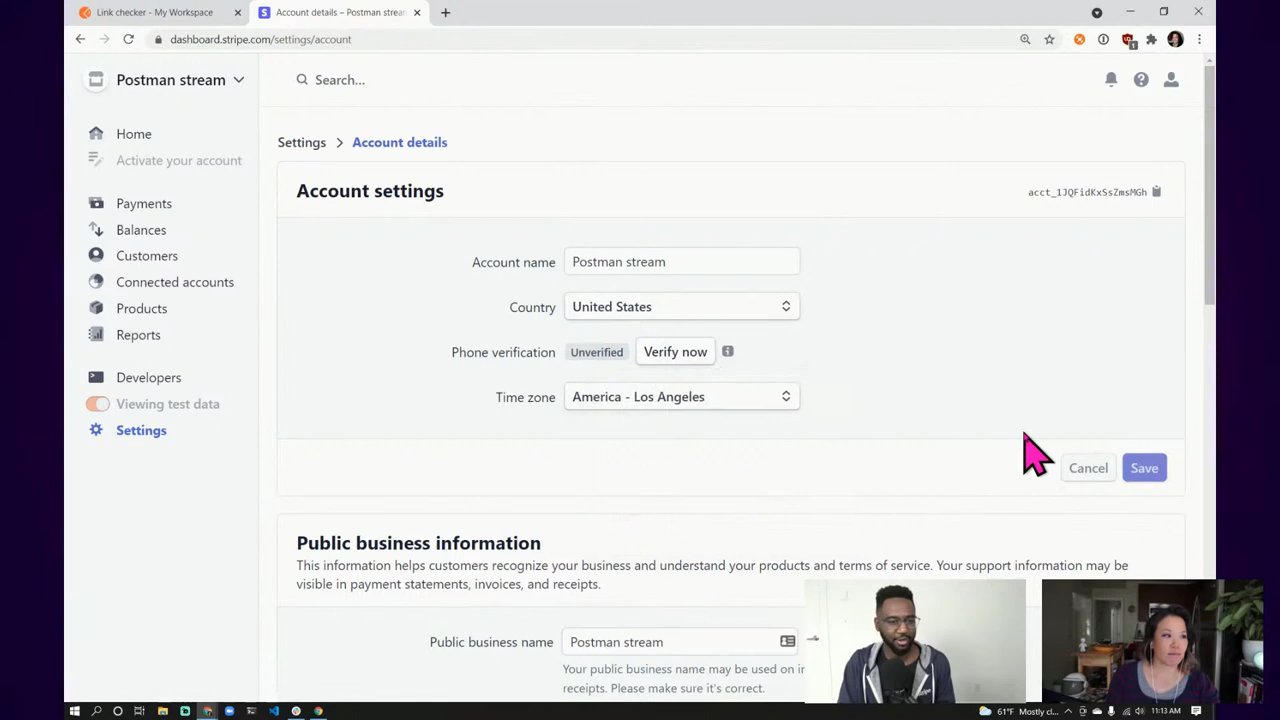 Link checker - My Workspace
Account details – Postman strea
dashboard.stripe.com/settings/account
1
Postman stream
Search...
Home
Activate your account
Payments
Balances
Customers
Connected accounts
Products
Reports
Developers
Viewing test data
Settings
Settings > Account details
Account settings
acct_1JQFidKxSsZmsMGh
Account name
Postman stream
Country
United States
Phone verification
Unverified
Verify now
Time zone
America - Los Angeles
Cancel
Save
Public business information
This information helps customers recognize your business and understand your products and terms of service. Your support information may be
visible in payment statements, invoices, and receipts.
Public business name
Postman stream
Your public business name may be used on in
receipts. Please make sure it's correct.
61°F Mostly cl...
11:13 AM